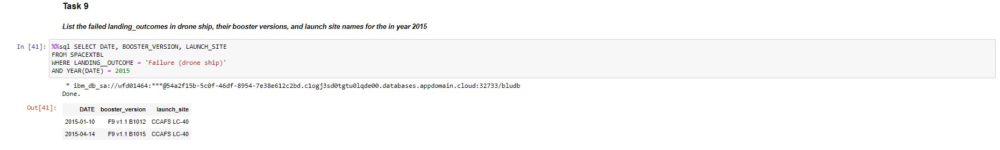 Task 9
List the failed landing_outcomes in drone ship, their booster versions, and launch site names for the in year 2015
In [41]: %%sql SELECT DATE, BOOSTER_VERSION, LAUNCH_SITE
FROM SPACEXTBL
WHERE LANDING__OUTCOME = 'Failure (drone ship)'
AND YEAR(DATE) = 2015
* ibm_db_sa://wfd01464:***@54a2f15b-5c0f-46df-8954-7e38e612c2bd.c1ogj3sd0tgtu0lqde00.databases.appdomain.cloud:32733/bludb
Done.
Out[41]: DATE booster_version launch_site
2015-01-10 F9 v1.1 B1012 CCAFS LC-40
2015-04-14 F9 v1.1 B1015 CCAFS LC-40